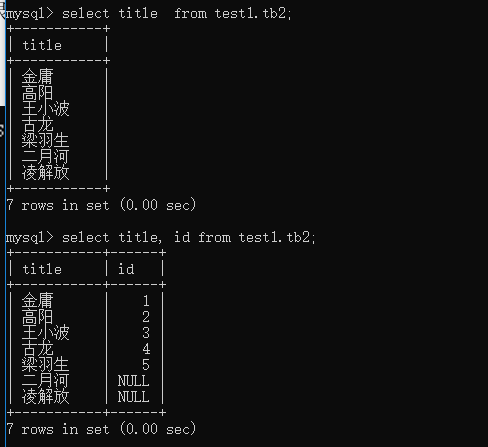 mysql> select title  from test1.tb2;
+-----------+
| title     |
+-----------+
| 金庸      |
| 高阳      |
| 王小波    |
| 古龙      |
| 梁羽生    |
| 二月河    |
| 凌解放    |
+-----------+
7 rows in set (0.00 sec)
mysql> select title, id from test1.tb2;
+-----------+------+
| title     | id   |
+-----------+------+
| 金庸      |    1 |
| 高阳      |    2 |
| 王小波    |    3 |
| 古龙      |    4 |
| 梁羽生    |    5 |
| 二月河    | NULL |
| 凌解放    | NULL |
+-----------+------+
7 rows in set (0.00 sec)